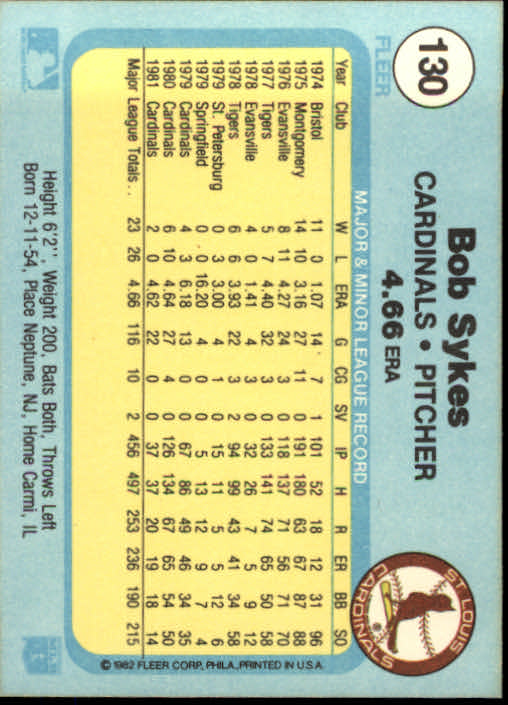 130
FLEER
Bob Sykes
CARDINALS • PITCHER
4.66 ERA
ST. LOUIS CARDINALS
MAJOR & MINOR LEAGUE RECORD
Year Club W L ERA G CG SV IP H R ER BB SO
1974 Bristol 11 0 1.07 14 7 1 101 52 18 12 31 96
1975 Montgomery 14 10 3.16 27 11 0 191 180 67 87 88
1976 Evansville 8 11 4.27 24 3 0 118 137 63 56 71 70
1977 Tigers 5 7 4.40 32 3 0 133 141 74 65 50 58
1978 Evansville 4 0 1.41 4 3 0 32 26 7 5 9 12
1978 Tigers 6 6 3.93 22 3 2 94 99 43 41 34 58
1979 St. Petersburg 0 3 3.00 4 1 0 15 11 5 5 12 6
1979 Springfield 0 0 16.20 4 0 0 5 13 12 9 7 4
1979 Cardinals 4 3 6.18 13 0 0 67 86 49 46 34 35
1980 Cardinals 6 10 4.64 27 4 0 126 134 67 65 54 50
1981 Cardinals 2 0 4.62 22 0 0 37 37 20 19 18 14
Major League Totals . . 23 26 4.66 116 10 2 456 497 253 236 190 215
Height 6'2'', Weight 200, Bats Both, Throws Left
Born 12-11-54, Place Neptune, NJ, Home Carmi, IL
© 1982 FLEER CORP., PHILA., PRINTED IN U.S.A.